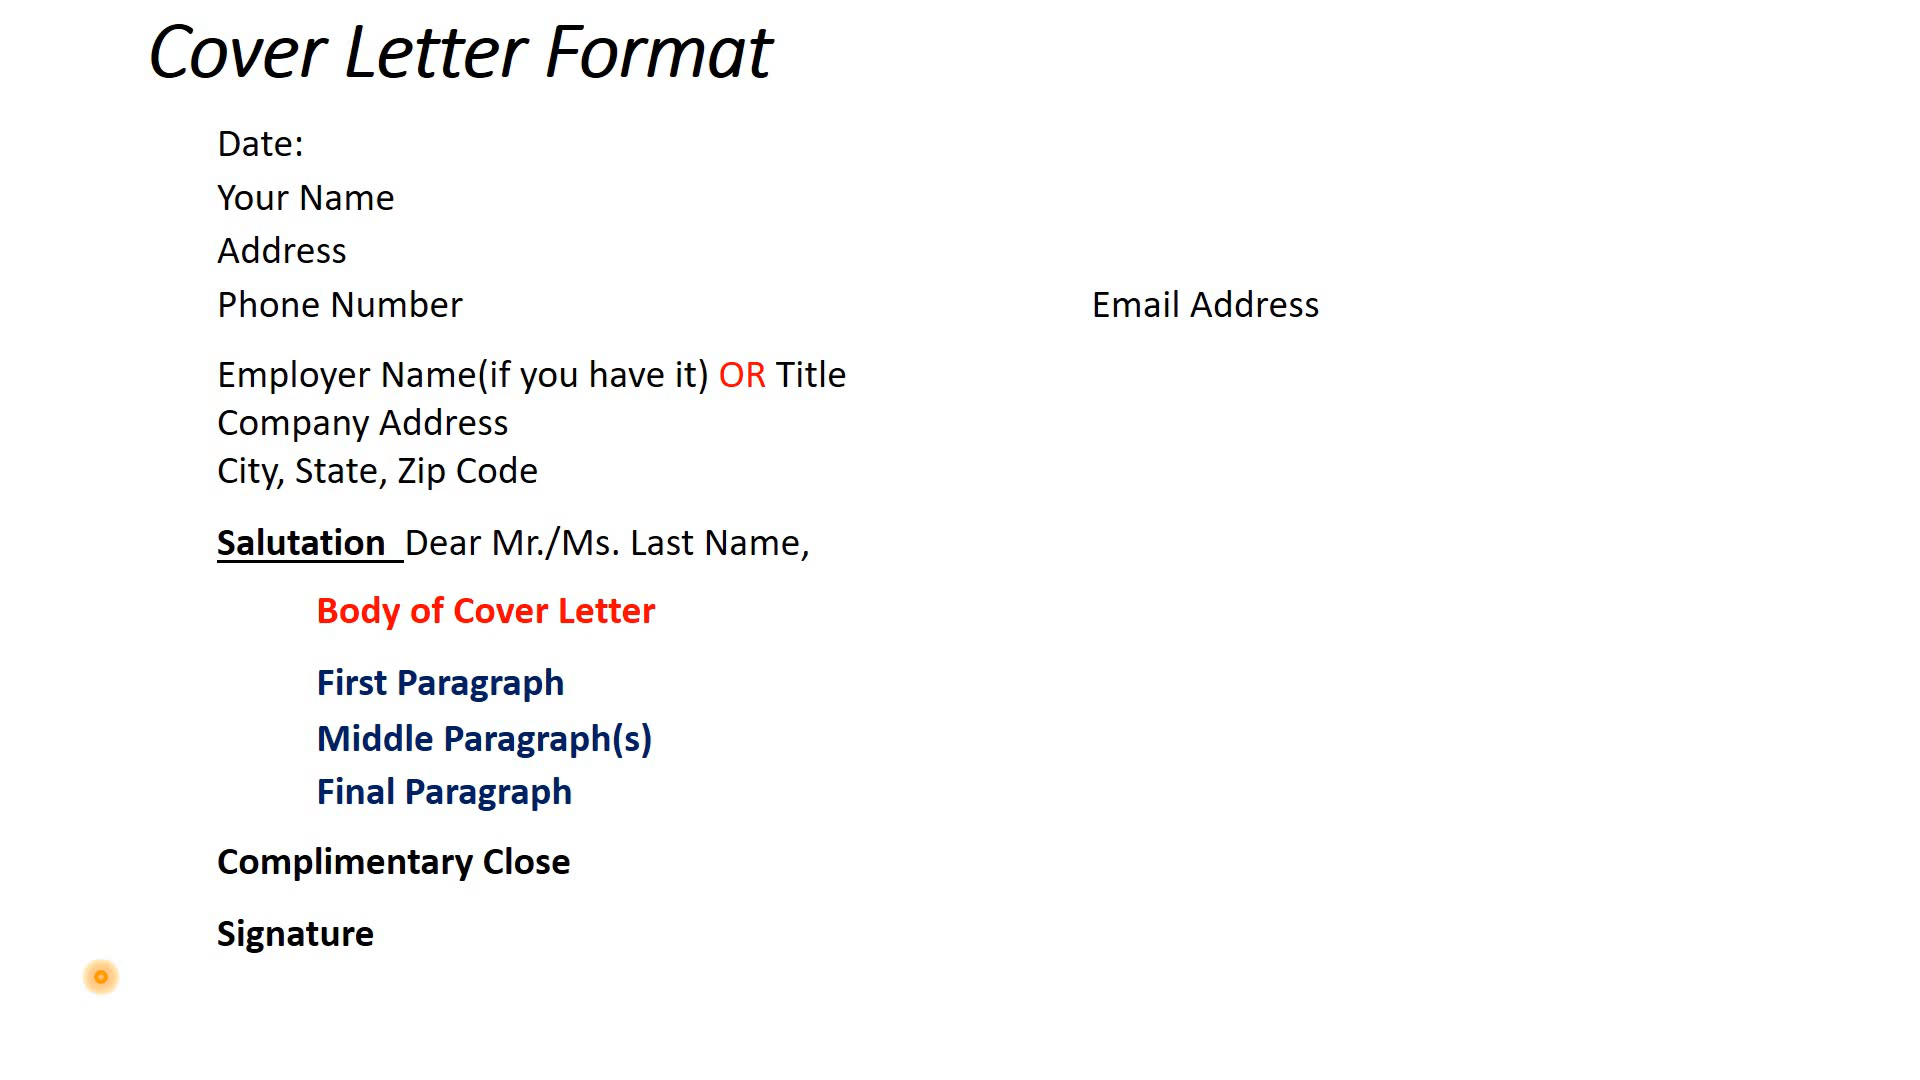 Cover Letter Format
Date:
Your Name
Address
Phone Number Email Address
Employer Name(if you have it) OR Title
Company Address
City, State, Zip Code
Salutation Dear Mr./Ms. Last Name,
Body of Cover Letter
First Paragraph
Middle Paragraph(s)
Final Paragraph
Complimentary Close
Signature